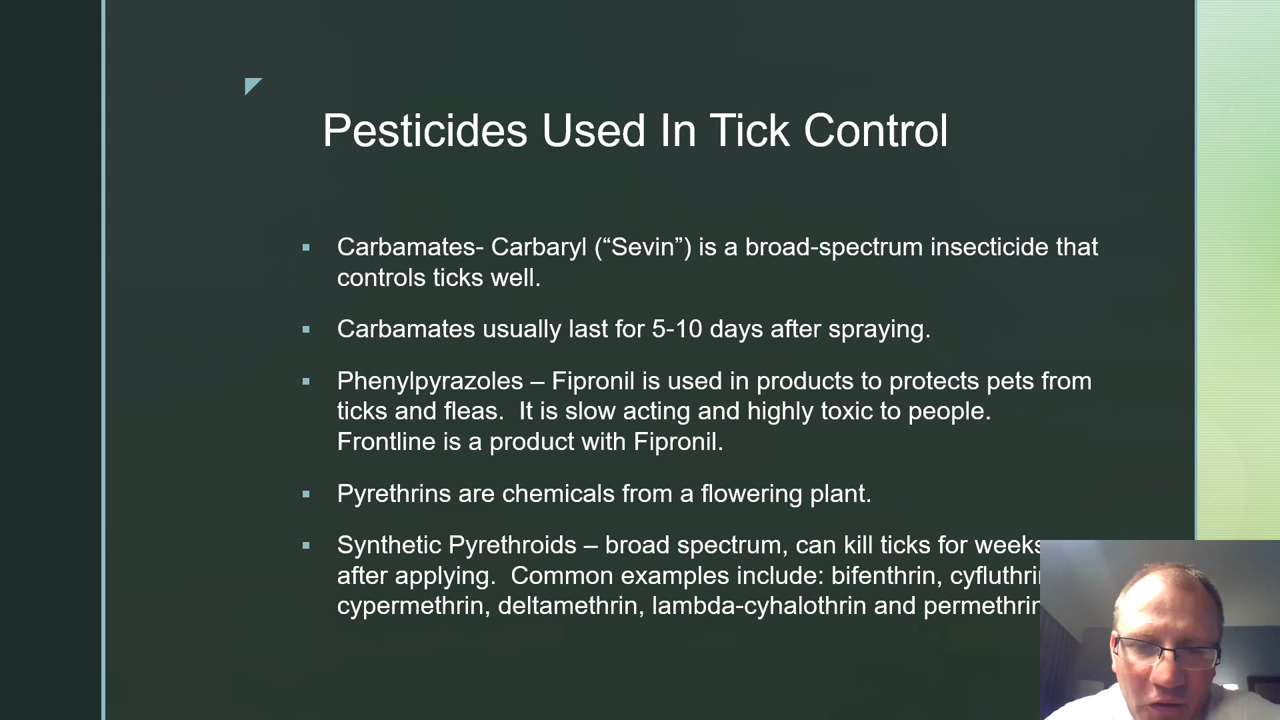 Pesticides Used In Tick Control
Carbamates- Carbaryl (“Sevin”) is a broad-spectrum insecticide that
controls ticks well.
Carbamates usually last for 5-10 days after spraying.
Phenylpyrazoles – Fipronil is used in products to protects pets from
ticks and fleas.  It is slow acting and highly toxic to people.
Frontline is a product with Fipronil.
Pyrethrins are chemicals from a flowering plant.
Synthetic Pyrethroids – broad spectrum, can kill ticks for weeks
after applying.  Common examples include: bifenthrin,
cypermethrin, deltamethrin, lambda-cyhalothrin and